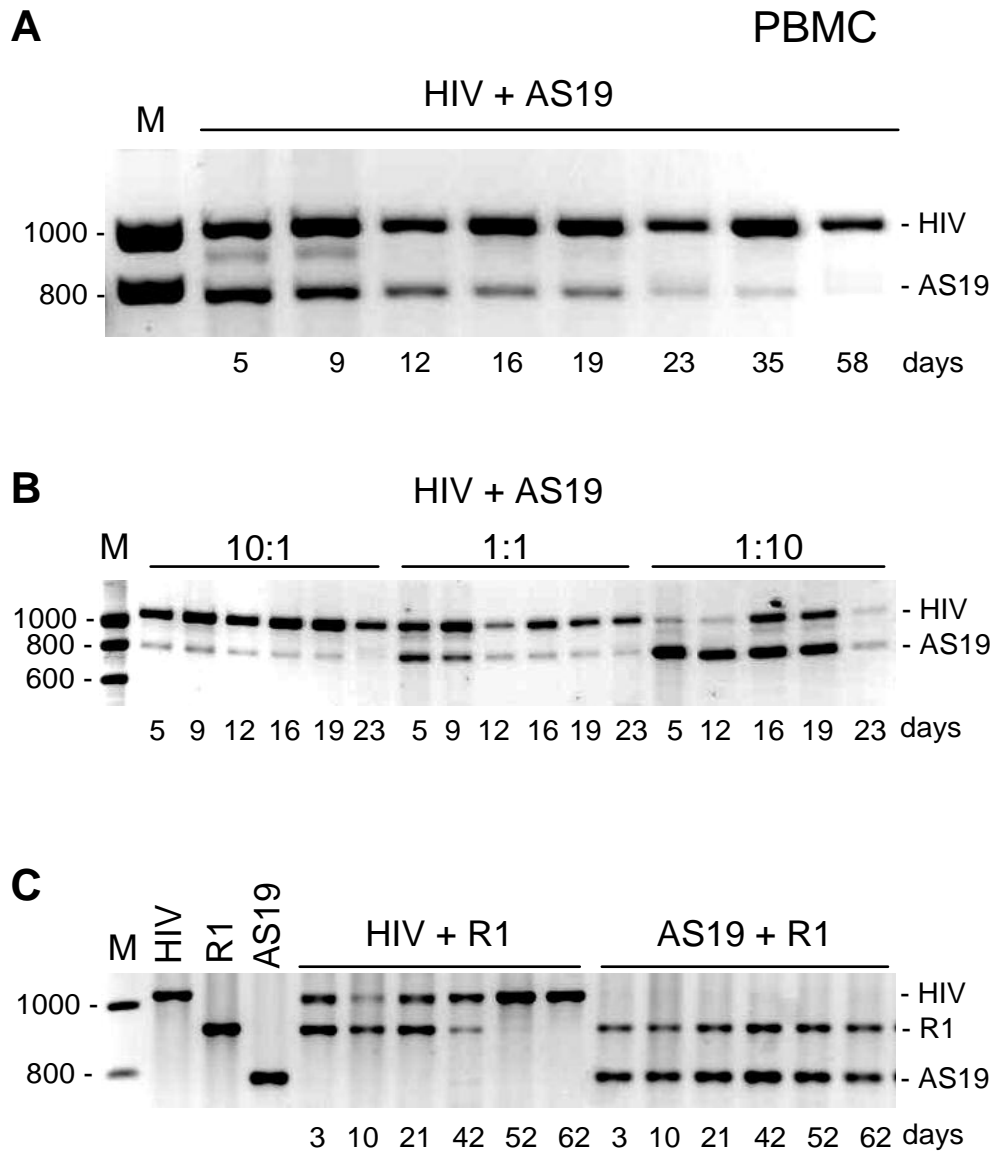 A
PBMC
HIV + AS19
M
1000 -
- HIV
800 -
- AS19
5 9 12 16 19 23 35 58 days
B
HIV + AS19
M 10:1 1:1 1:10
1000 -
- HIV
800 -
- AS19
600 -
5 9 12 16 19 23 5 9 12 16 19 23 5 12 16 19 23 days
C
M HIV R1 AS19 HIV + R1 AS19 + R1
1000 -
- HIV
- R1
800 -
- AS19
3 10 21 42 52 62 3 10 21 42 52 62 days